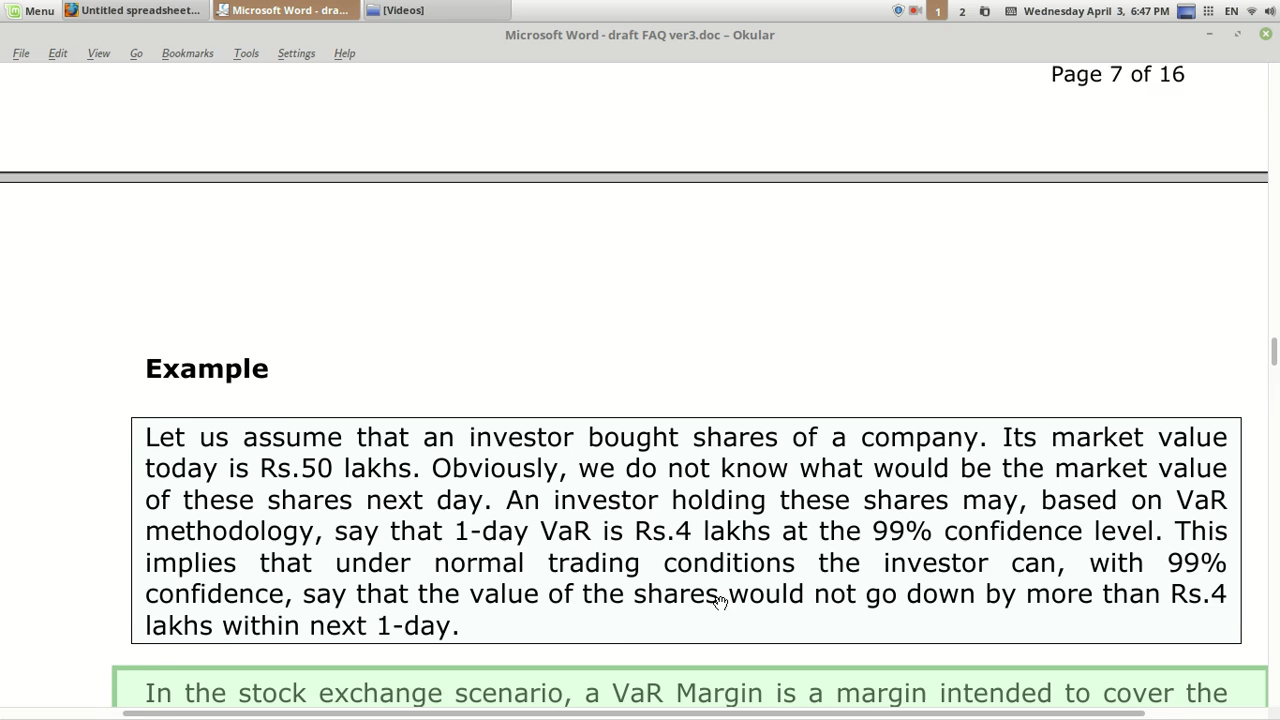 Menu Untitled spreadsheet... Microsoft Word - dra... [Videos] 1 2 Wednesday April 3, 6:47 PM EN
Microsoft Word - draft FAQ ver3.doc – Okular
File Edit View Go Bookmarks Tools Settings Help
Page 7 of 16
Example
Let us assume that an investor bought shares of a company. Its market value
today is Rs.50 lakhs. Obviously, we do not know what would be the market value
of these shares next day. An investor holding these shares may, based on VaR
methodology, say that 1-day VaR is Rs.4 lakhs at the 99% confidence level. This
implies that under normal trading conditions the investor can, with 99%
confidence, say that the value of the shares would not go down by more than Rs.4
lakhs within next 1-day.
In the stock exchange scenario, a VaR Margin is a margin intended to cover the